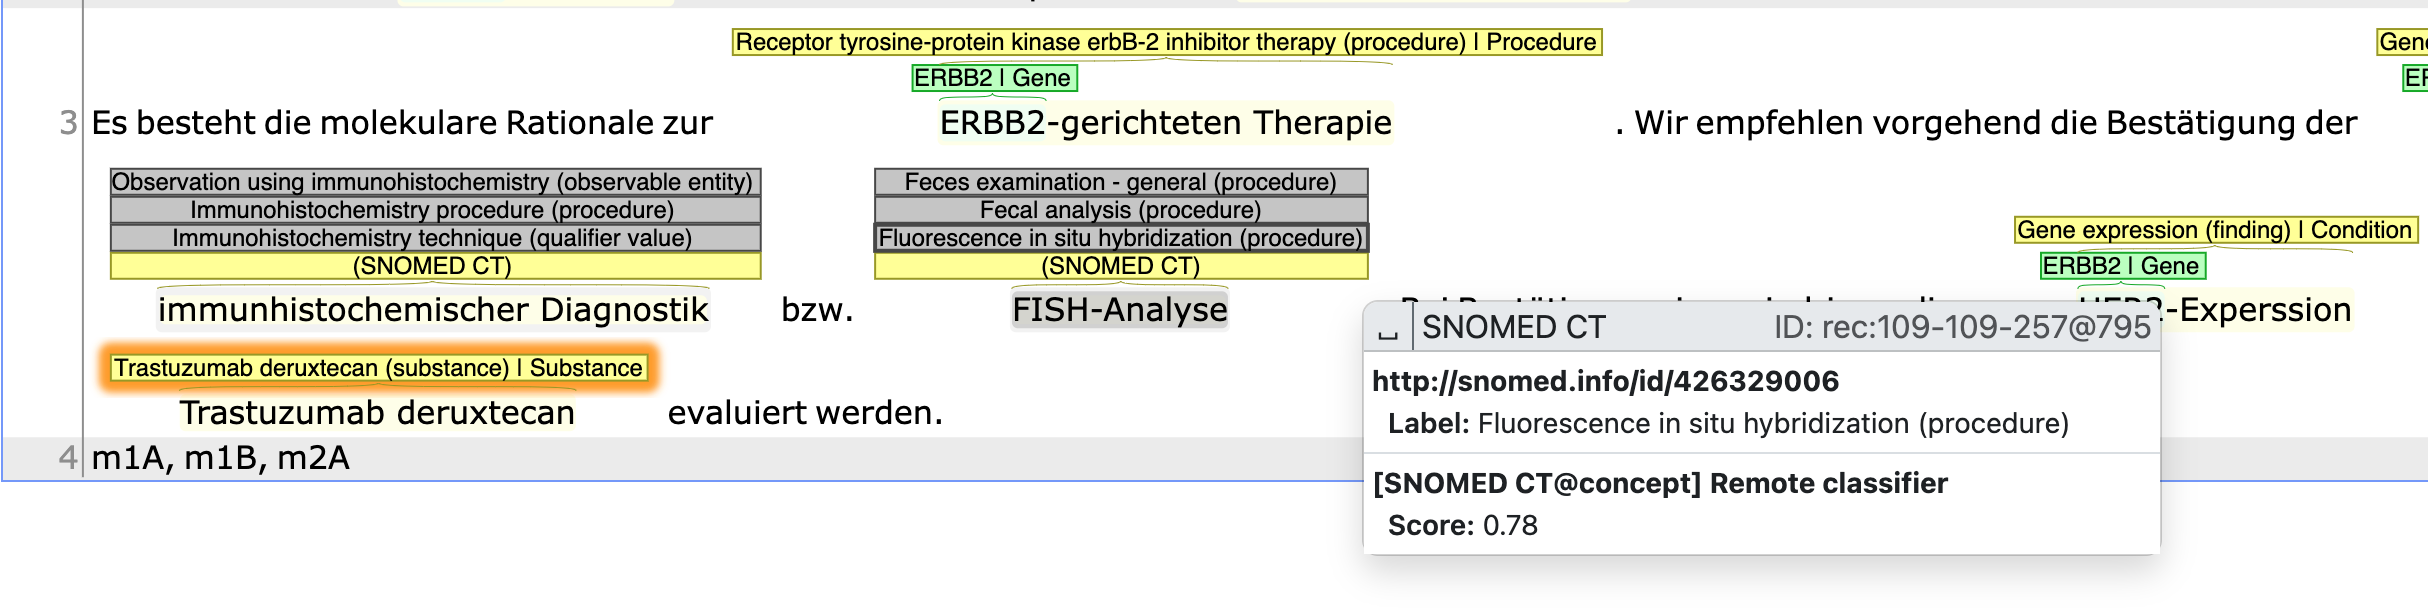 Receptor tyrosine-protein kinase erbB-2 inhibitor therapy (procedure) | Procedure
ERBB2 | Gene
3 Es besteht die molekulare Rationale zur ERBB2-gerichteten Therapie . Wir empfehlen vorgehend die Bestätigung der
Observation using immunohistochemistry (observable entity) Feces examination - general (procedure)
Immunohistochemistry procedure (procedure) Fecal analysis (procedure)
Immunohistochemistry technique (qualifier value) Fluorescence in situ hybridization (procedure) Gene expression (finding) | Condition
(SNOMED CT) (SNOMED CT) ERBB2 | Gene
immunhistochemischer Diagnostik bzw. FISH-Analyse -Experssion
SNOMED CT ID: rec:109-109-257@795
Trastuzumab deruxtecan (substance) | Substance
http://snomed.info/id/426329006
Trastuzumab deruxtecan evaluiert werden.
Label: Fluorescence in situ hybridization (procedure)
4 m1A, m1B, m2A
[SNOMED CT@concept] Remote classifier
Score: 0.78